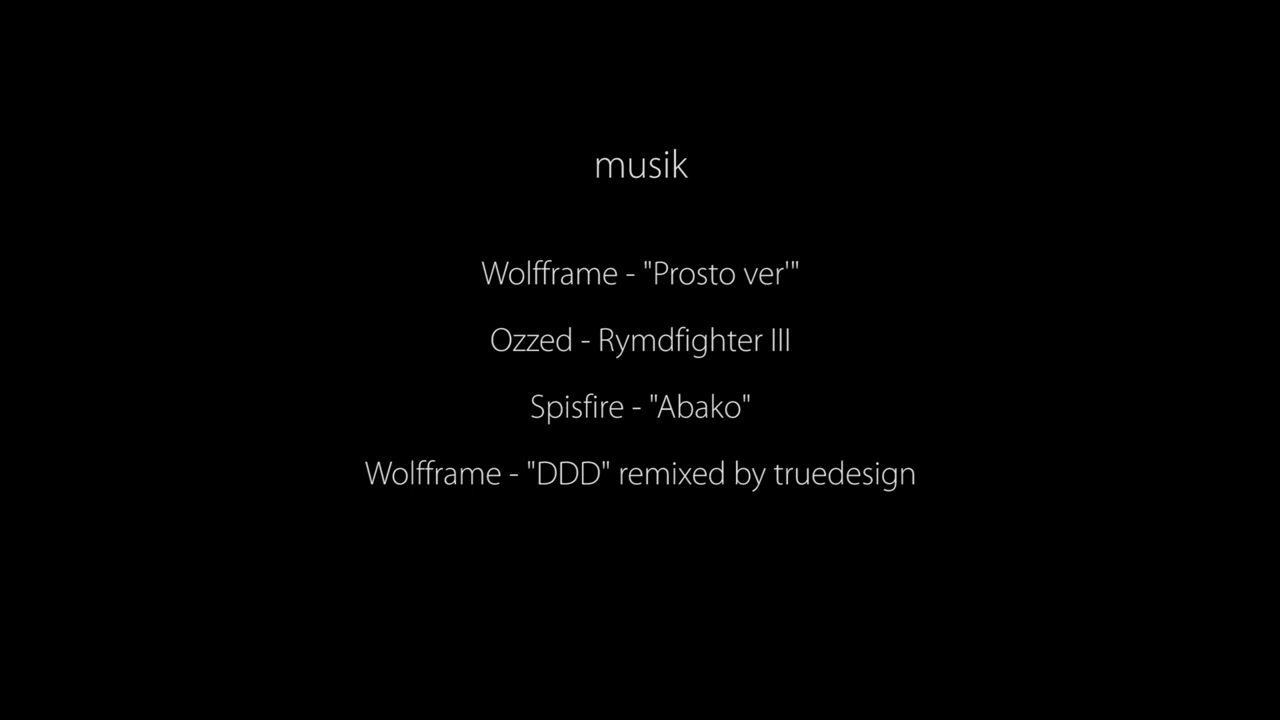 musik
Wolfframe - "Prosto ver'"
Ozzed - Rymdfighter III
Spisfire - "Abako"
Wolfframe - "DDD" remixed by truedesign